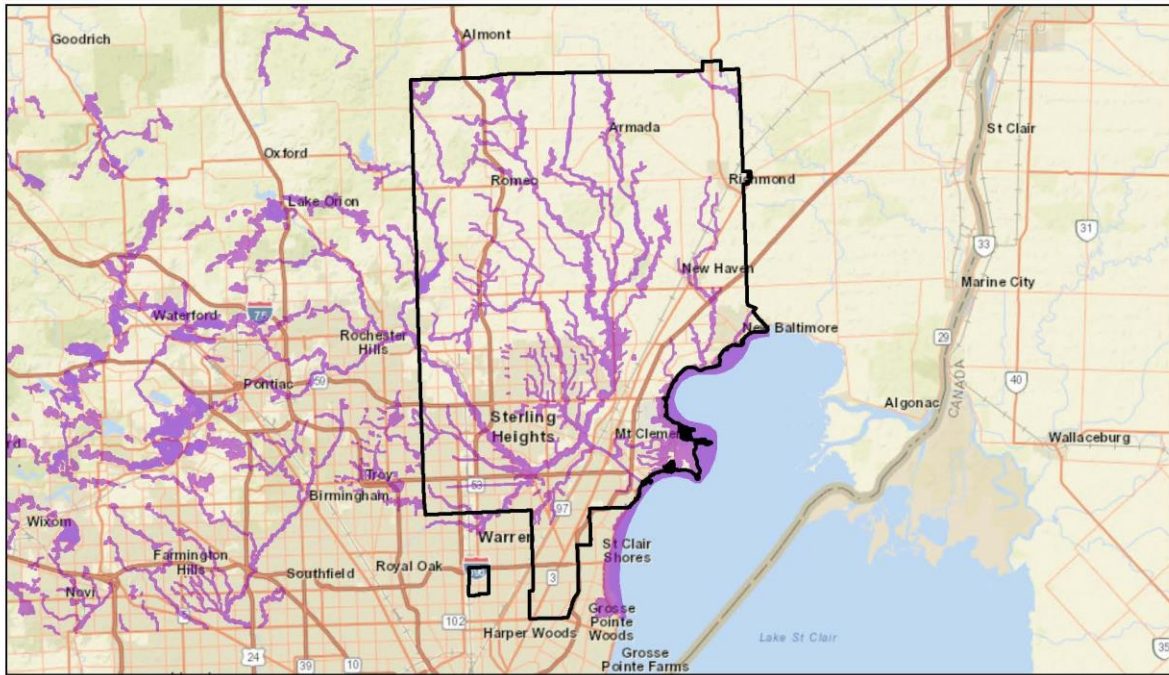 Goodrich
Almont
St Clair
Armada
Oxford
Romeo
Richmond
Lake Orion
31
33
New Haven
Marine City
75
Waterford
New Baltimore
Rochester
Hills
29
CANADA
Pontiac
59
40
Algonac
Sterling
Heights
Mt Clemen
Wallaceburg
Troy
53
Birmingham
97
Wixom
Warren
St Clair
Shores
Farmington
Hills
Royal Oak
Southfield
3
Novi
5
Grosse
Pointe
Woods
102
Harper Woods
Lake St Clair
Grosse
Pointe Farms
24
39
10
35